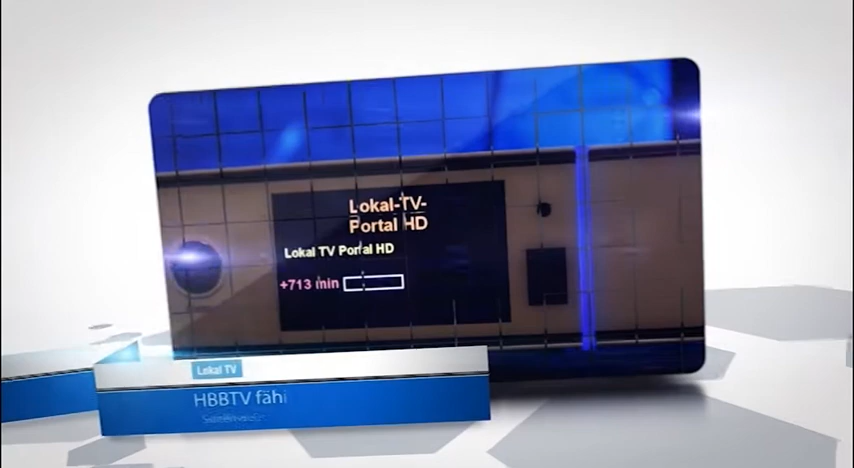 Lokal-TV-
Portal HD
Lokal TV Portal HD
+713 min
Lokal TV
HBBTV fähi